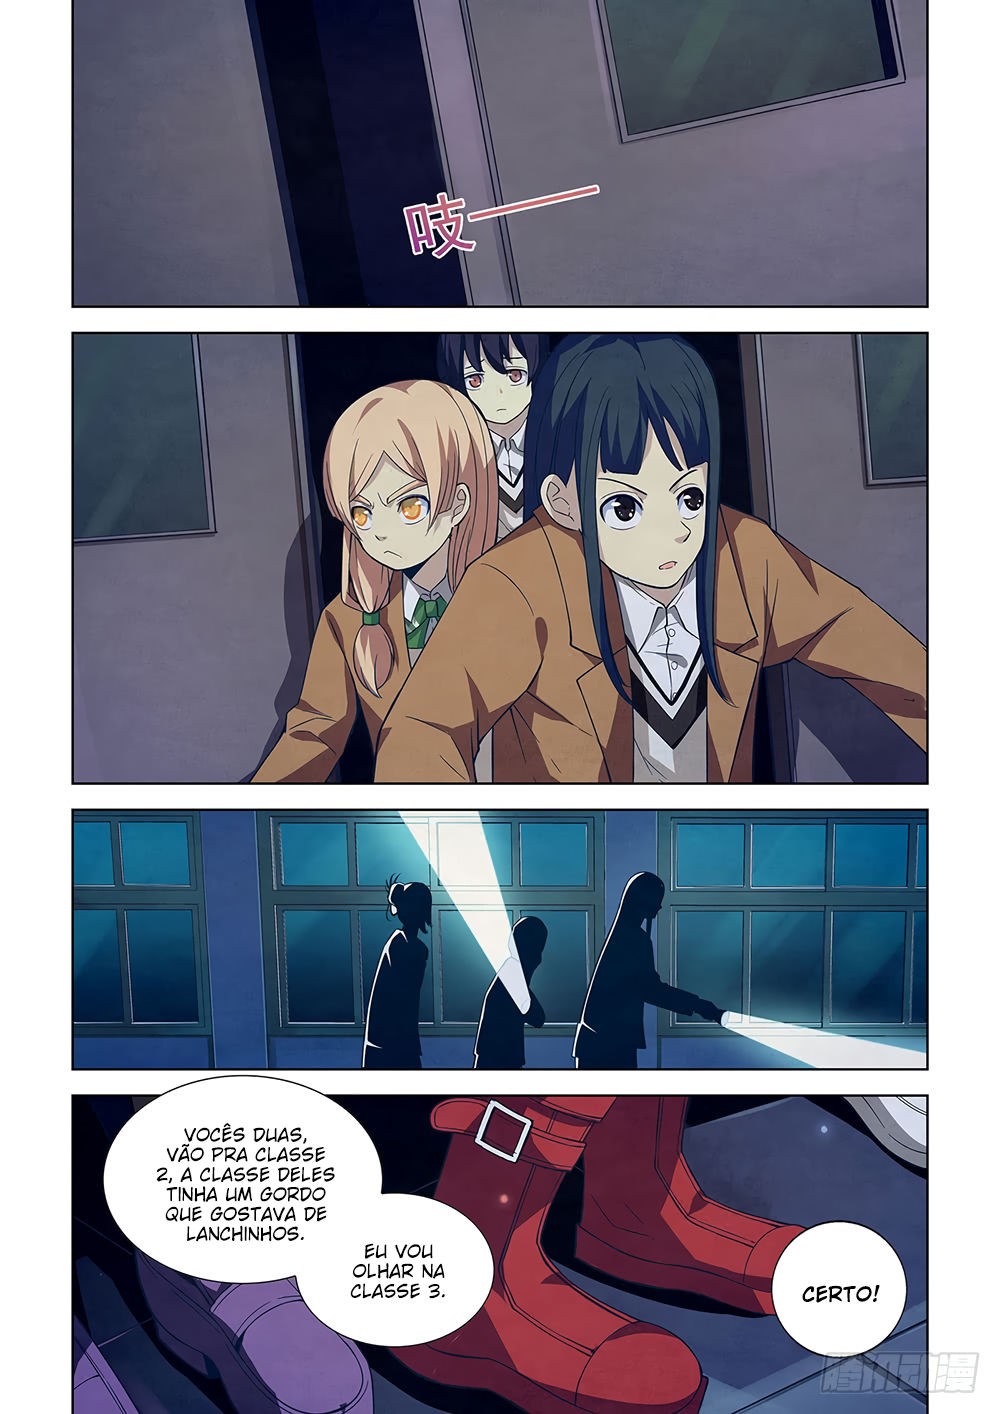 吱——
VOCÊS DUAS,
VÃO PRA CLASSE
2, A CLASSE DELES
TINHA UM GORDO
QUE GOSTAVA DE
LANCHINHOS.
EU VOU
OLHAR NA
CLASSE 3.
CERTO!
腾讯动漫